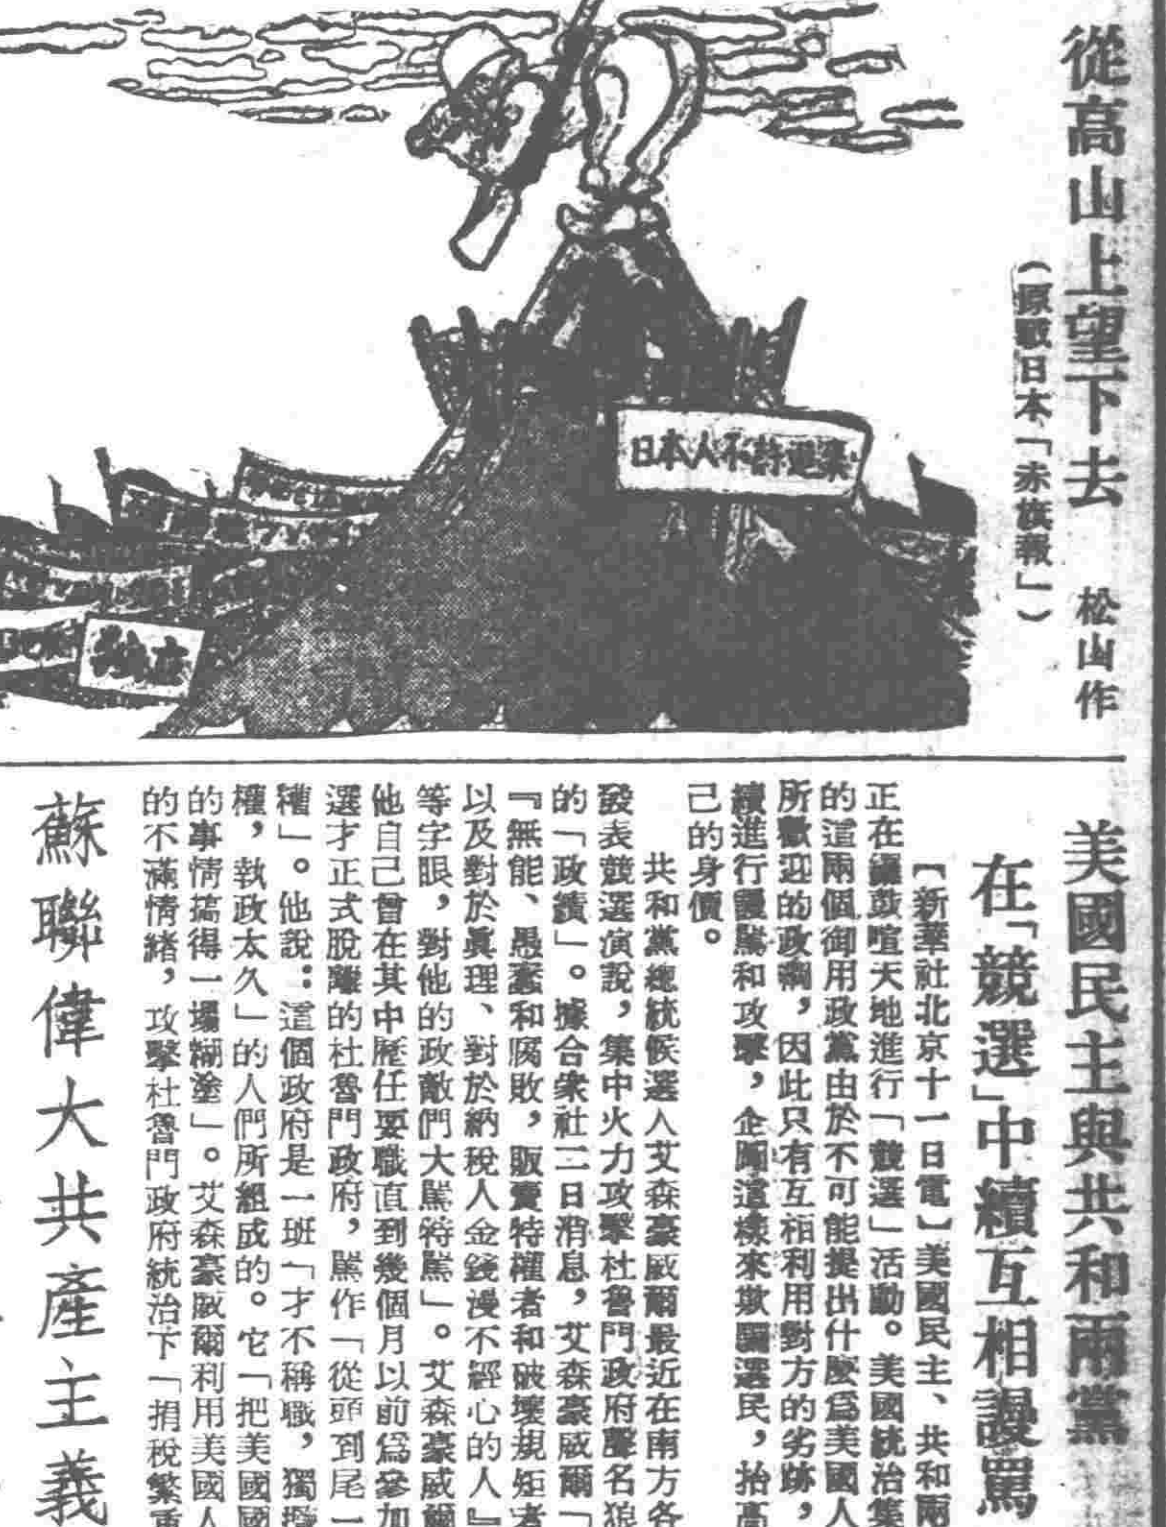 從高山上望下去
松山作
（原載日本「赤旗報」）
日本人不許選集
美國民主與共和兩黨
在「競選」中續互相謾罵
【新華社北京十一日電】美國民主、共和兩
正在鑼鼓喧天地進行「競選」活動。美國統治集
的這兩個御用政黨由於不可能提出什麼爲美國人
所歡迎的政綱，因此只有互相利用對方的劣跡，
續進行謾駡和攻擊，企圖這樣來欺騙選民，抬高
己的身價。
共和黨總統候選人艾森豪威爾最近在南方各
發表競選演說，集中火力攻擊杜魯門政府聲名狼
的「政績」。據合衆社二日消息，艾森豪威爾「
『無能、愚蠢和腐敗，販賣特權者和破壞規矩者
以及對於眞理、對於納稅人金錢漫不經心的人』
等字眼，對他的政敵們大駡特駡」。艾森豪威爾
他自己曾在其中歷任要職直到幾個月以前爲參加
選才正式脫離的杜魯門政府，駡作「從頭到尾一
糟」。他說：這個政府是一班「才不稱職，獨攬
權，執政太久」的人們所組成的。它「把美國國
的事情搞得一塲糊塗」。艾森豪威爾利用美國人
的不滿情緒，攻擊杜魯門政府統治下「捐稅繁重
蘇聯偉大共產主義